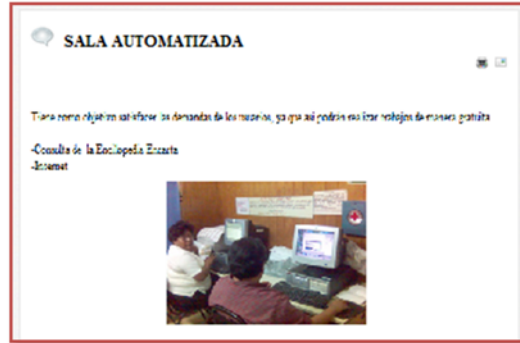 SALA AUTOMATIZADA
Tiene como objetivo satisfacer las demandas de los usuarios, ya que así podrán realizar trabajos de manera gratuita
-Consulta de la Enciclopedia Encarta
-Internet